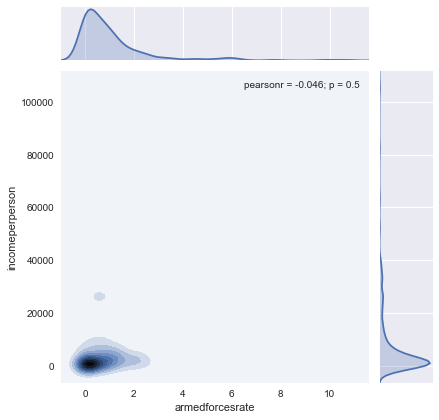 pearsonr = -0.046; p = 0.5
100000
80000
60000
40000
20000
0
incomeperperson
0 2 4 6 8 10
armedforcesrate